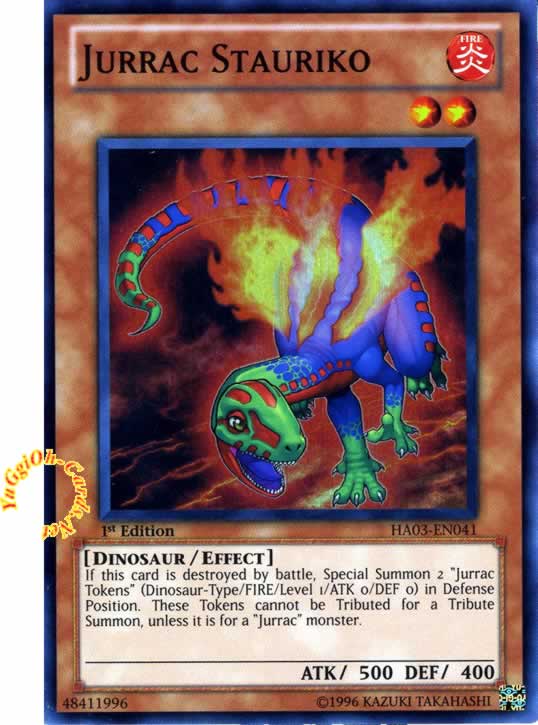 JURRAC STAURIKO
FIRE
炎
YuGgiOh-Cards.Net
1st Edition
HA03-EN041
[DINOSAUR / EFFECT]
If this card is destroyed by battle, Special Summon 2 "Jurrac
Tokens" (Dinosaur-Type/FIRE/Level 1/ATK 0/DEF 0) in Defense
Position. These Tokens cannot be Tributed for a Tribute
Summon, unless it is for a "Jurrac" monster.
ATK/ 500 DEF/ 400
48411996
©1996 KAZUKI TAKAHASHI